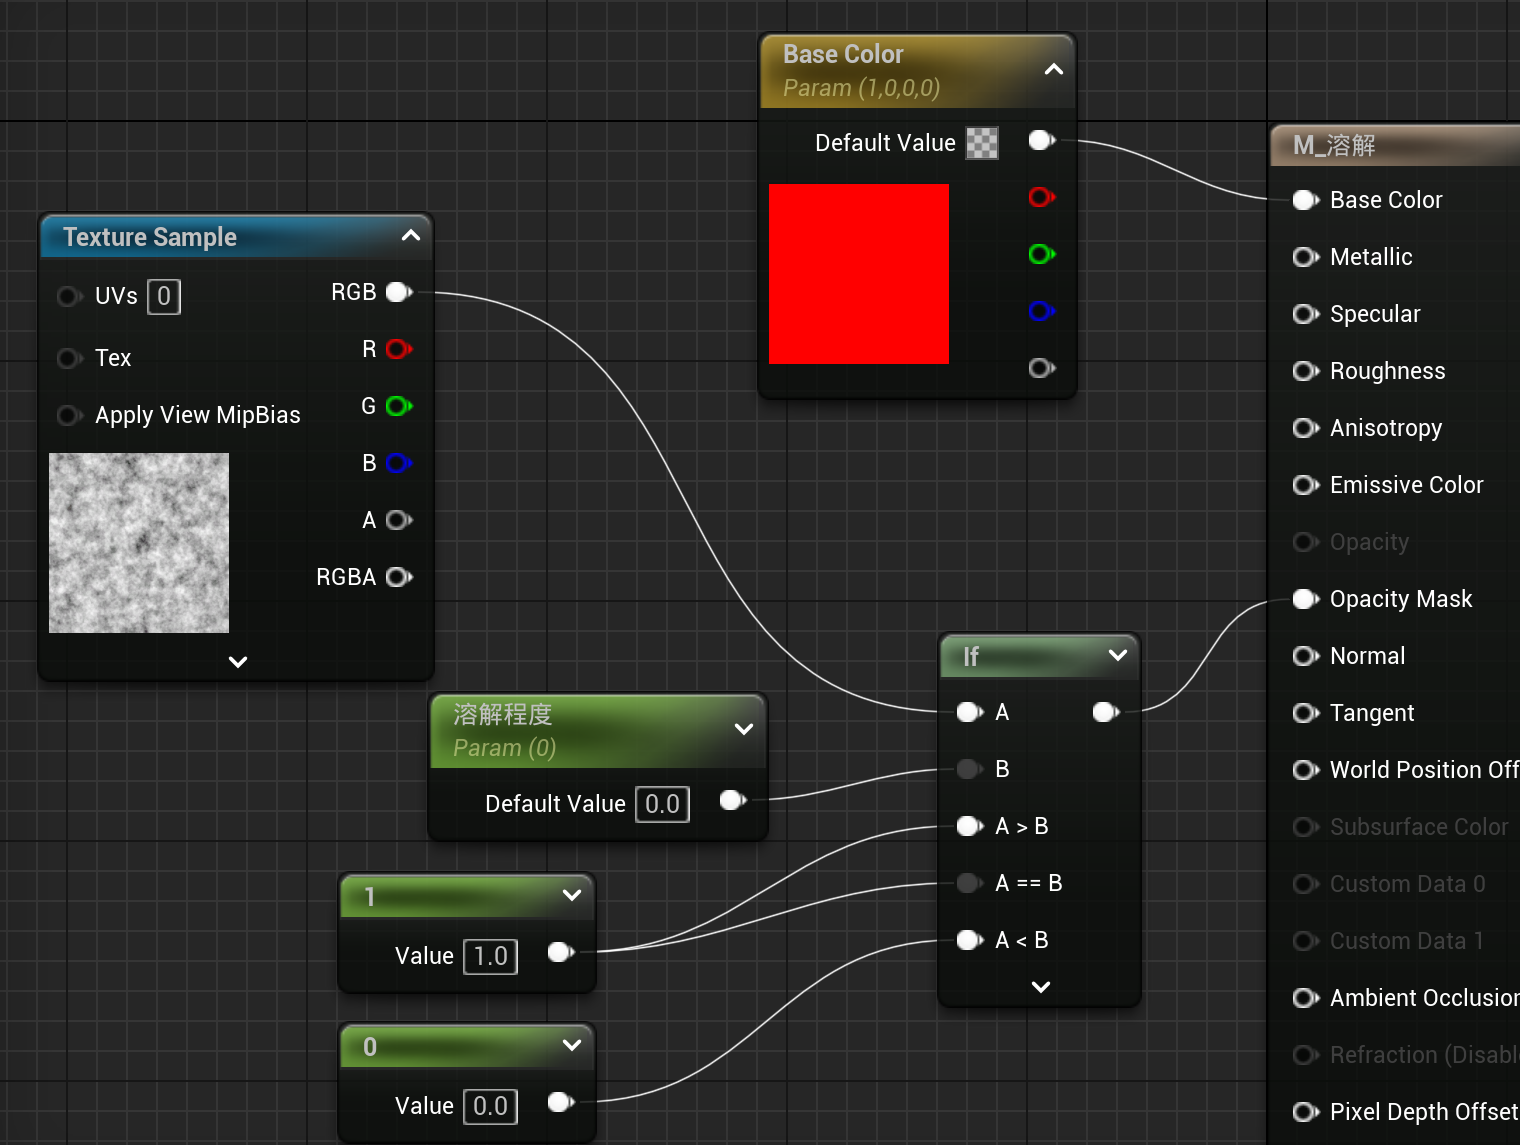 Base Color
Param (1,0,0,0)
Default Value
M_溶解
Base Color
Metallic
Specular
Roughness
Anisotropy
Emissive Color
Opacity
Opacity Mask
Normal
Tangent
World Position Off
Subsurface Color
Custom Data 0
Custom Data 1
Ambient Occlusion
Refraction (Disabl
Pixel Depth Offset
Texture Sample
UVs 0
Tex
Apply View MipBias
RGB
R
G
B
A
RGBA
溶解程度
Param (0)
Default Value 0.0
If
A
B
A > B
A == B
A < B
1
Value 1.0
0
Value 0.0